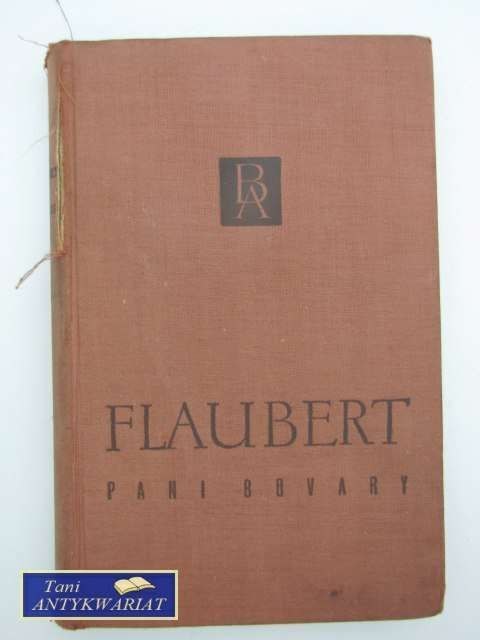 BA
FLAUBERT
PANI BOVARY
Tani
ANTYKWARIAT